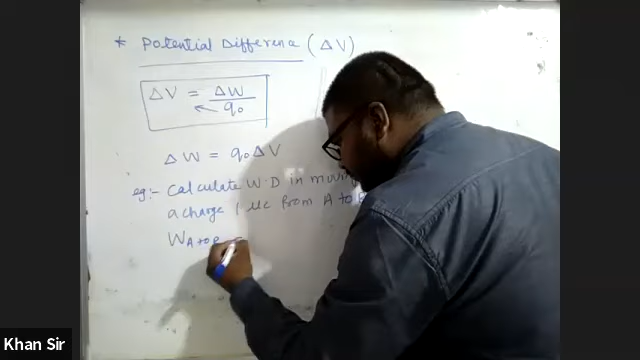 * Potential Difference (ΔV)
ΔV = ΔW / q₀
ΔW = q₀ΔV
eg:- Calculate W.D in moving
a charge 1 μc from A to B
W A to B =
Khan Sir